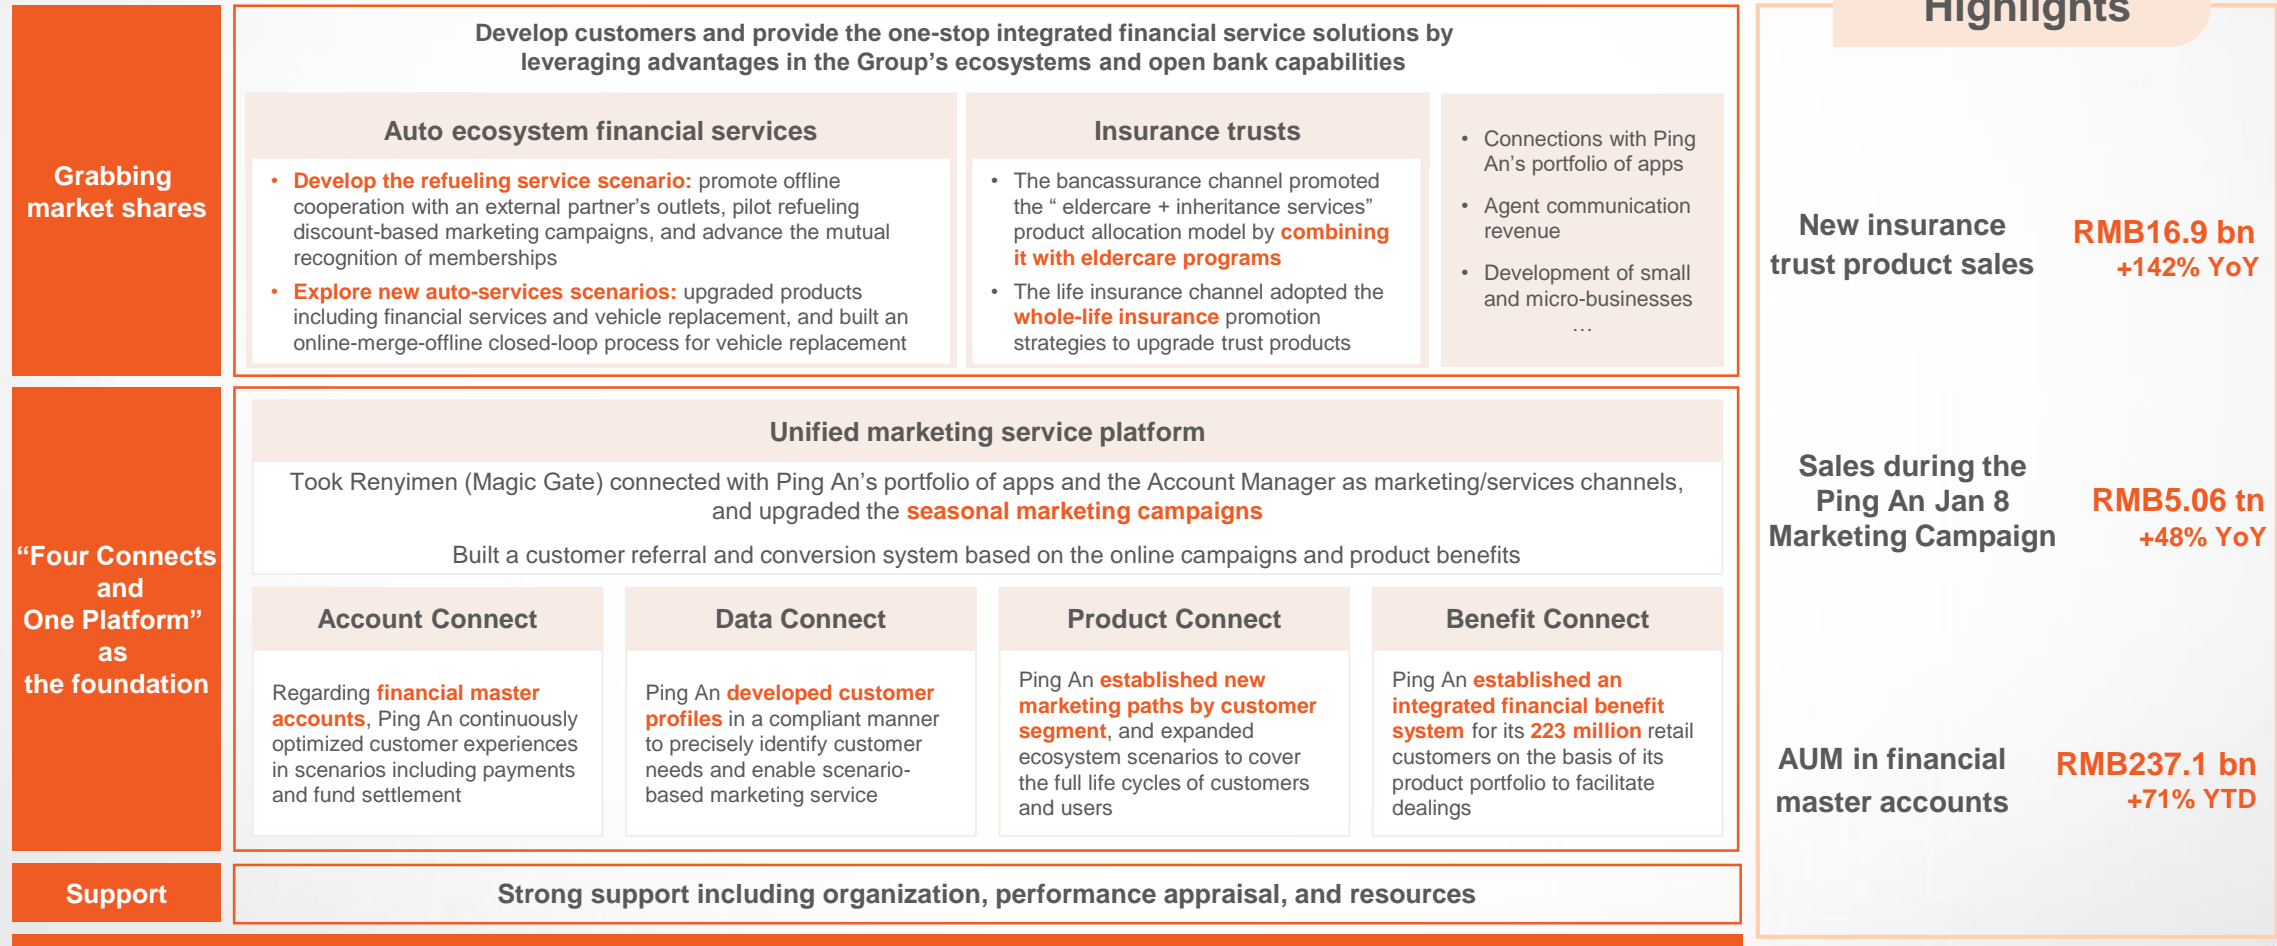 Highlights
Grabbing
market shares
Develop customers and provide the one-stop integrated financial service solutions by
leveraging advantages in the Group's ecosystems and open bank capabilities
Auto ecosystem financial services
• Develop the refueling service scenario: promote offline
cooperation with an external partner's outlets, pilot refueling
discount-based marketing campaigns, and advance the mutual
recognition of memberships
• Explore new auto-services scenarios: upgraded products
including financial services and vehicle replacement, and built an
online-merge-offline closed-loop process for vehicle replacement
Insurance trusts
• The bancassurance channel promoted
the “ eldercare + inheritance services”
product allocation model by combining
it with eldercare programs
• The life insurance channel adopted the
whole-life insurance promotion
strategies to upgrade trust products
• Connections with Ping
An's portfolio of apps
• Agent communication
revenue
• Development of small
and micro-businesses
…
“Four Connects
and
One Platform”
as
the foundation
Unified marketing service platform
Took Renyimen (Magic Gate) connected with Ping An's portfolio of apps and the Account Manager as marketing/services channels,
and upgraded the seasonal marketing campaigns
Built a customer referral and conversion system based on the online campaigns and product benefits
Account Connect
Regarding financial master
accounts, Ping An continuously
optimized customer experiences
in scenarios including payments
and fund settlement
Data Connect
Ping An developed customer
profiles in a compliant manner
to precisely identify customer
needs and enable scenario-
based marketing service
Product Connect
Ping An established new
marketing paths by customer
segment, and expanded
ecosystem scenarios to cover
the full life cycles of customers
and users
Benefit Connect
Ping An established an
integrated financial benefit
system for its 223 million retail
customers on the basis of its
product portfolio to facilitate
dealings
Support
Strong support including organization, performance appraisal, and resources
New insurance
trust product sales
RMB16.9 bn
+142% YoY
Sales during the
Ping An Jan 8
Marketing Campaign
RMB5.06 tn
+48% YoY
AUM in financial
master accounts
RMB237.1 bn
+71% YTD